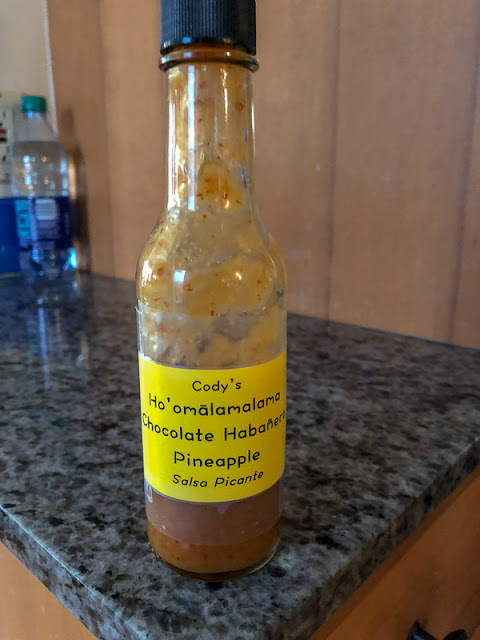 Cody's
Ho'omālamalama
Chocolate Habañero
Pineapple
Salsa Picante